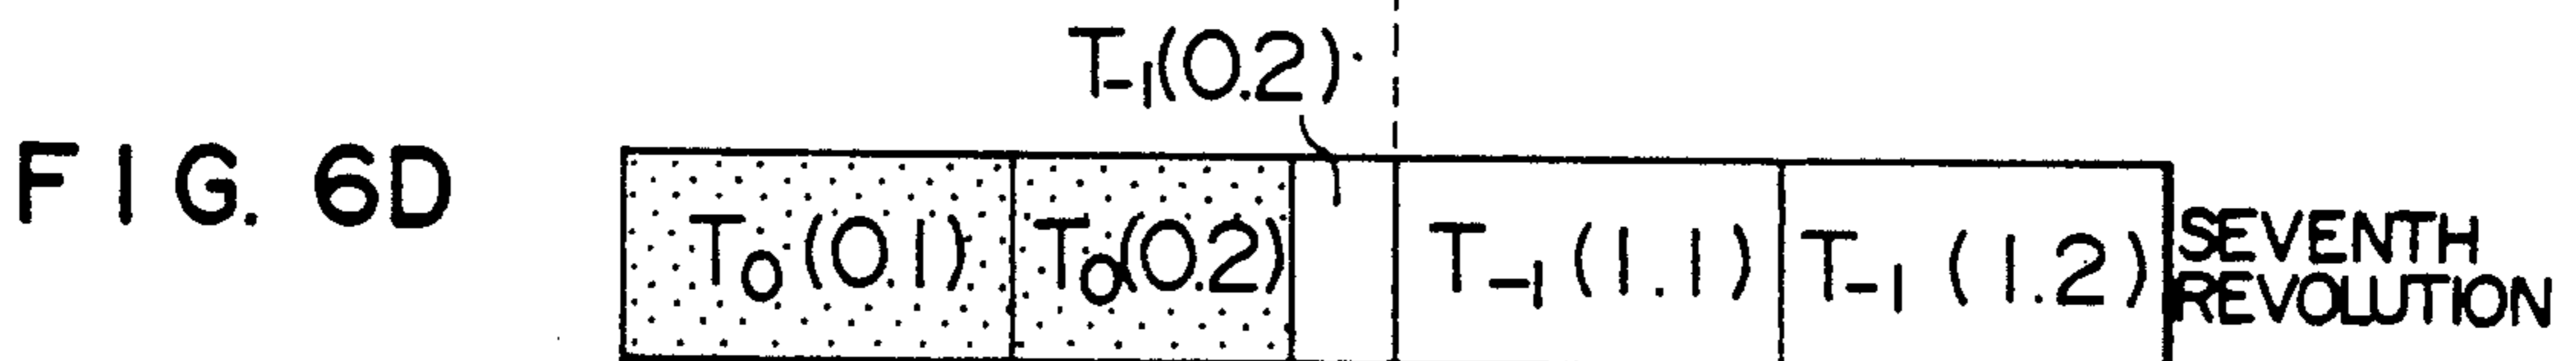 T₋₁(0.2)
FIG. 6D
T₀(0.1) T₀(0.2) T₋₁(1.1) T₋₁(1.2)
SEVENTH
REVOLUTION